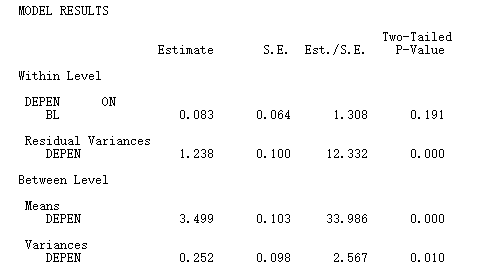 MODEL RESULTS
Two-Tailed
Estimate S.E. Est./S.E. P-Value
Within Level
DEPEN ON
BL 0.083 0.064 1.308 0.191
Residual Variances
DEPEN 1.238 0.100 12.332 0.000
Between Level
Means
DEPEN 3.499 0.103 33.986 0.000
Variances
DEPEN 0.252 0.098 2.567 0.010